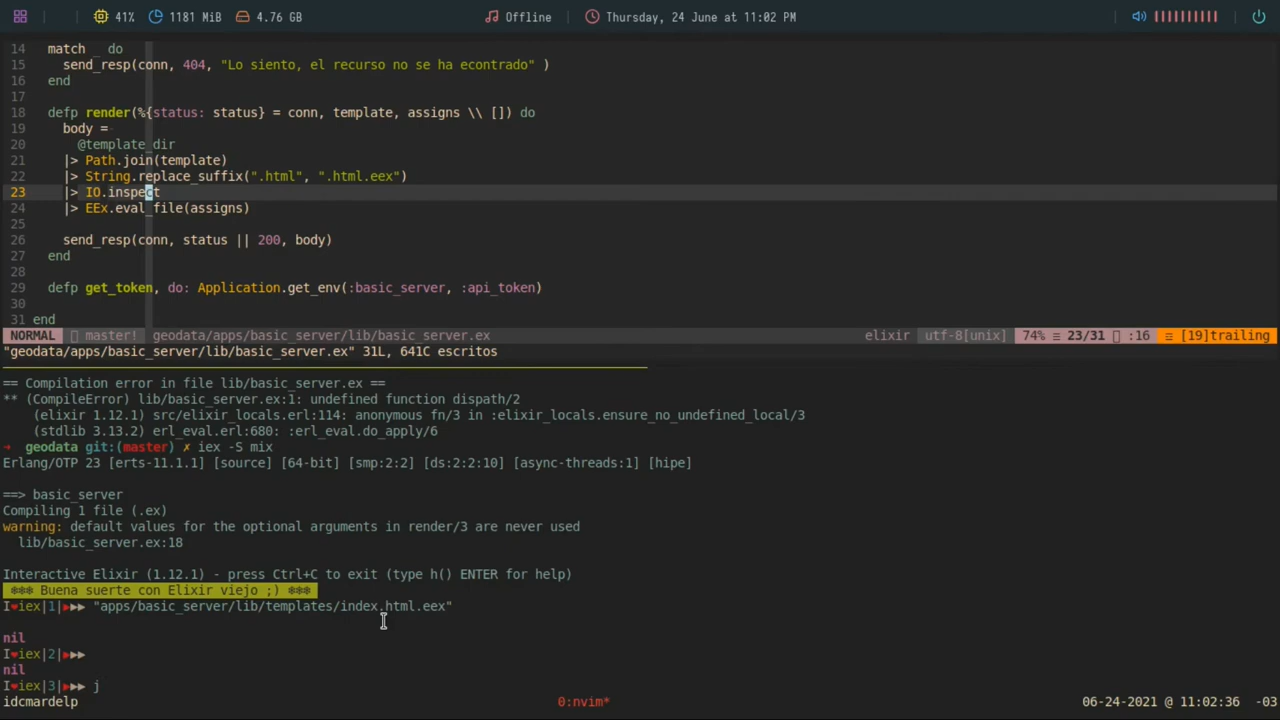 41% 1181 MiB 4.76 GB Offline Thursday, 24 June at 11:02 PM
14 match _ do
15 send_resp(conn, 404, "Lo siento, el recurso no se ha econtrado" )
16 end
17
18 defp render(%{status: status} = conn, template, assigns \\ []) do
19 body =
20 @template_dir
21 |> Path.join(template)
22 |> String.replace_suffix(".html", ".html.eex")
23 |> IO.inspect
24 |> EEx.eval_file(assigns)
25
26 send_resp(conn, status || 200, body)
27 end
28
29 defp get_token, do: Application.get_env(:basic_server, :api_token)
30
31 end
NORMAL master! geodata/apps/basic_server/lib/basic_server.ex elixir utf-8[unix] 74% ≡ 23/31 :16 ≡ [19]trailing
"geodata/apps/basic_server/lib/basic_server.ex" 31L, 641C escritos
== Compilation error in file lib/basic_server.ex ==
** (CompileError) lib/basic_server.ex:1: undefined function dispath/2
(elixir 1.12.1) src/elixir_locals.erl:114: anonymous fn/3 in :elixir_locals.ensure_no_undefined_local/3
(stdlib 3.13.2) erl_eval.erl:680: :erl_eval.do_apply/6
→ geodata git:(master) ✗ iex -S mix
Erlang/OTP 23 [erts-11.1.1] [source] [64-bit] [smp:2:2] [ds:2:2:10] [async-threads:1] [hipe]
==> basic_server
Compiling 1 file (.ex)
warning: default values for the optional arguments in render/3 are never used
lib/basic_server.ex:18
Interactive Elixir (1.12.1) - press Ctrl+C to exit (type h() ENTER for help)
❄❄❄ Buena suerte con Elixir viejo ;) ❄❄❄
I❤iex|1|▶▶▶ "apps/basic_server/lib/templates/index.html.eex"
nil
I❤iex|2|▶▶▶
nil
I❤iex|3|▶▶▶ j
idcmardelp 0:nvim* 06-24-2021 @ 11:02:36 -03